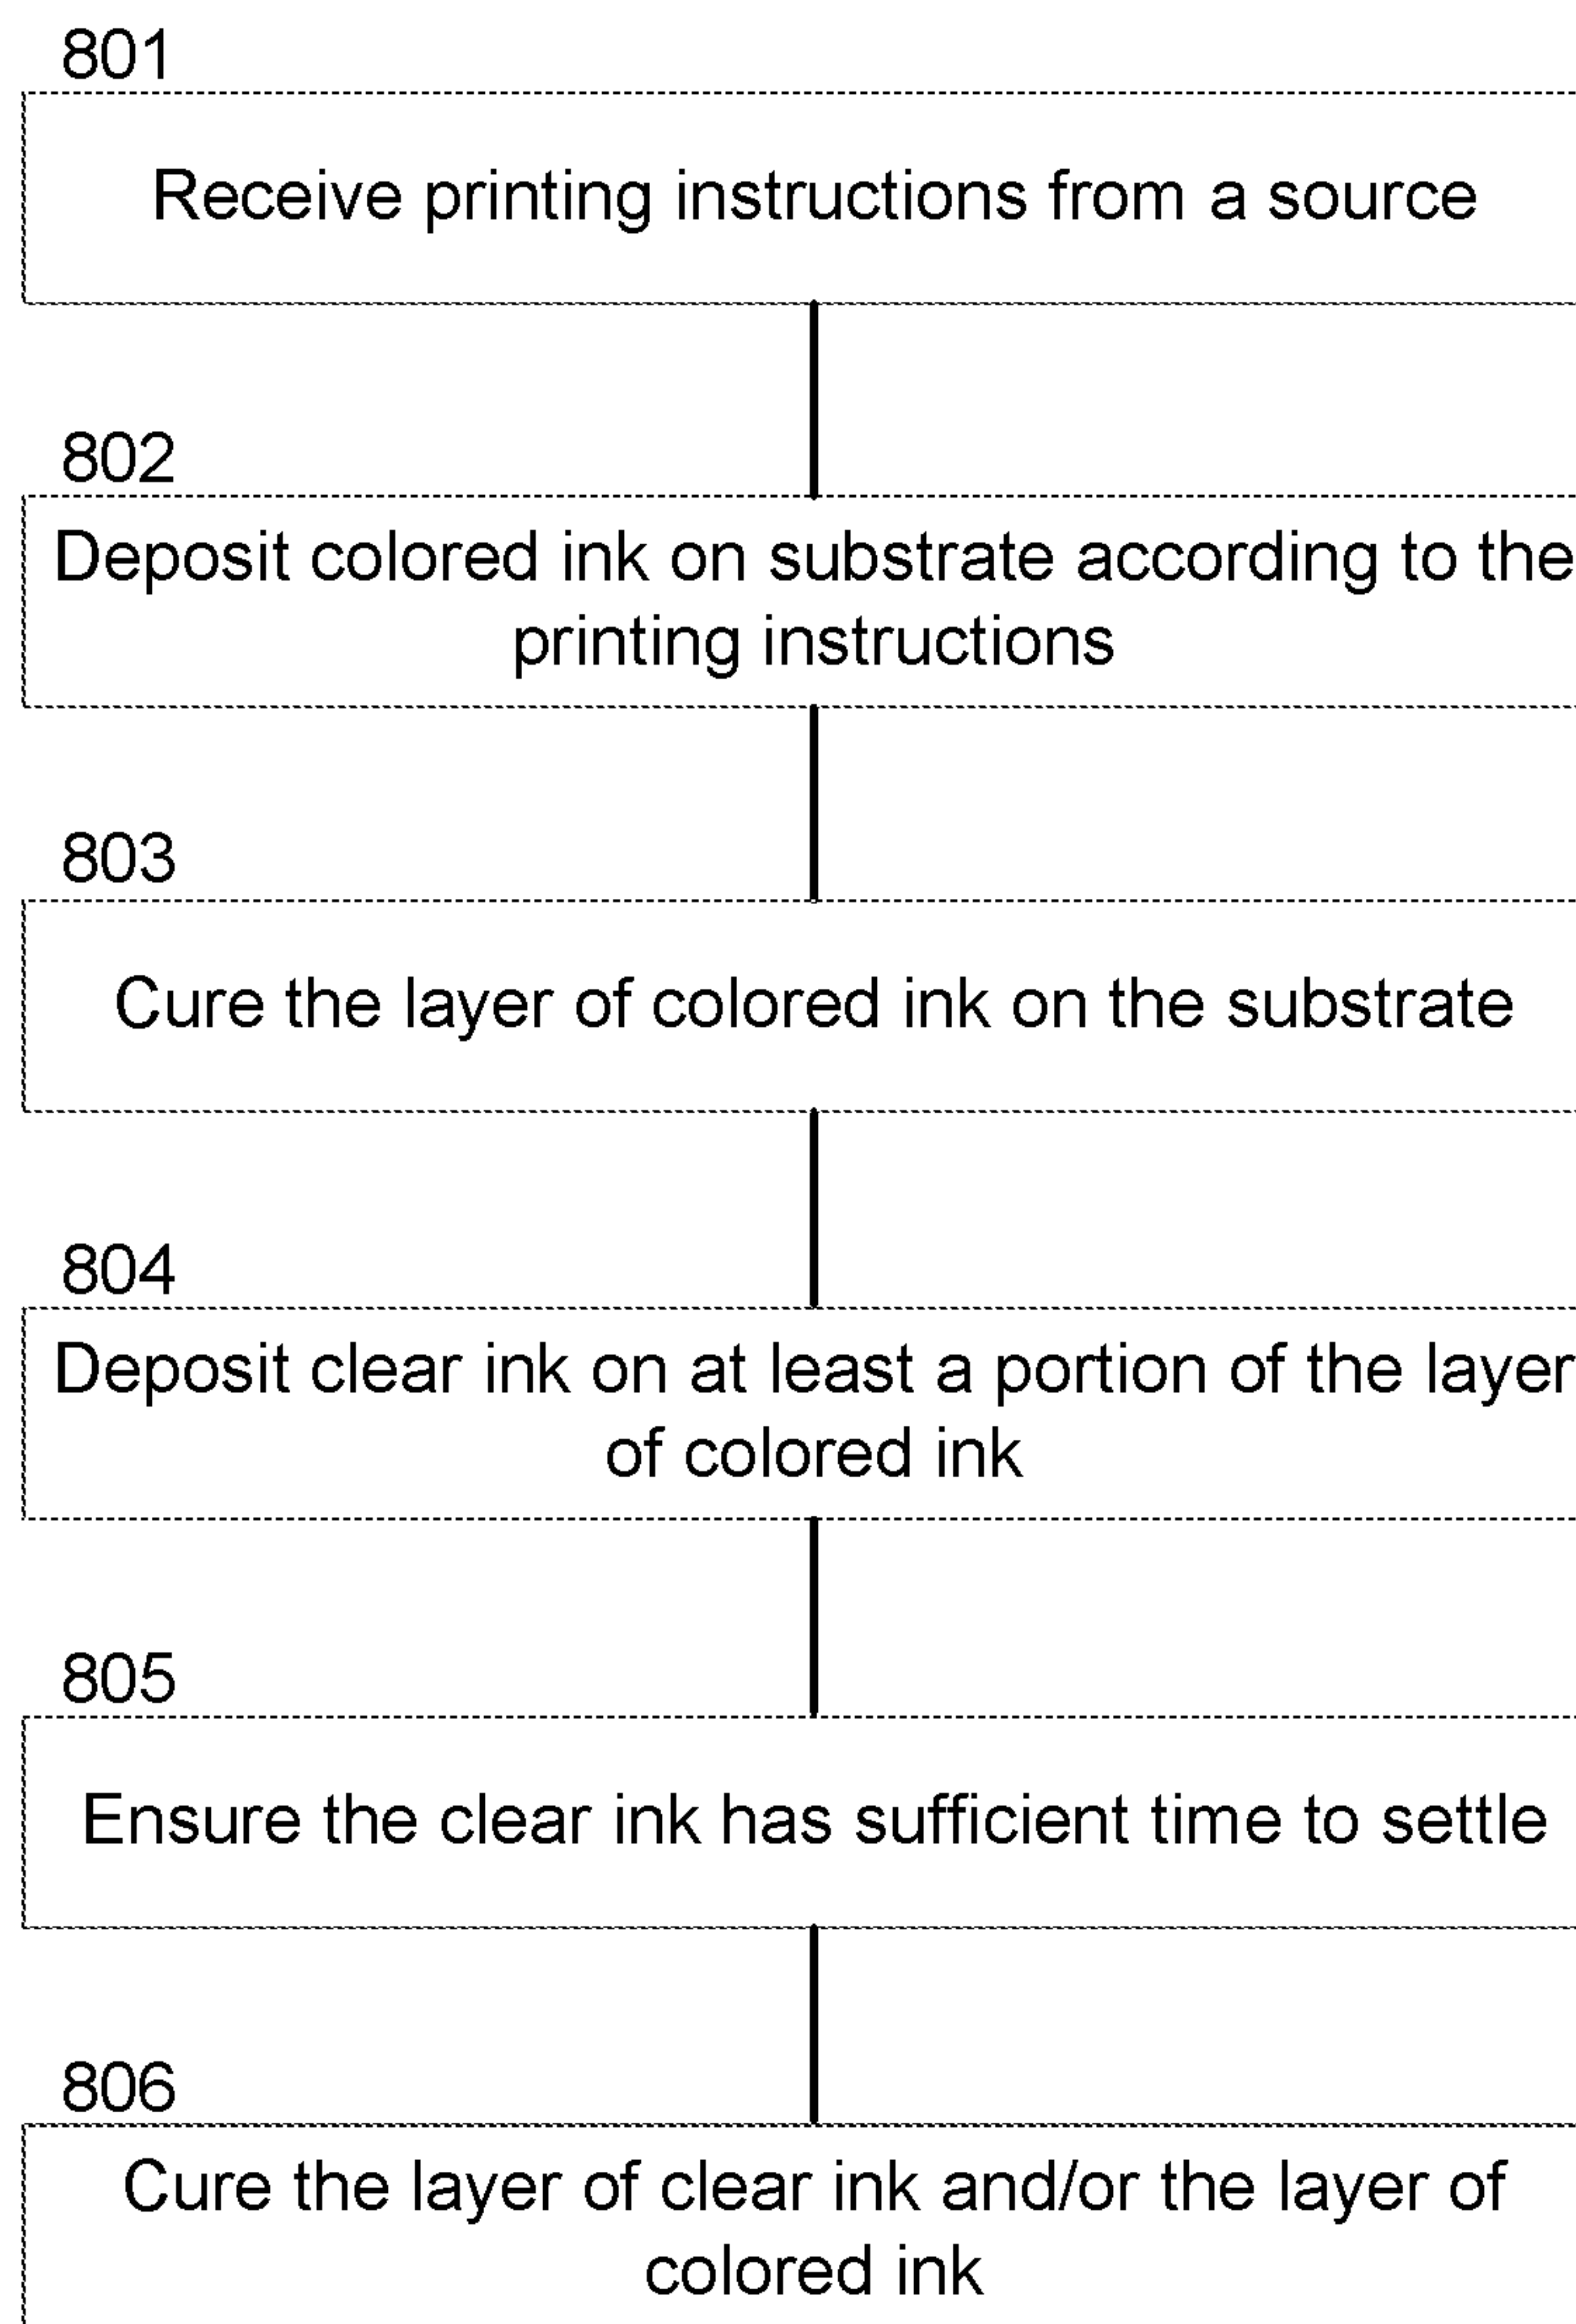 801
Receive printing instructions from a source
802
Deposit colored ink on substrate according to the
printing instructions
803
Cure the layer of colored ink on the substrate
804
Deposit clear ink on at least a portion of the layer
of colored ink
805
Ensure the clear ink has sufficient time to settle
806
Cure the layer of clear ink and/or the layer of
colored ink